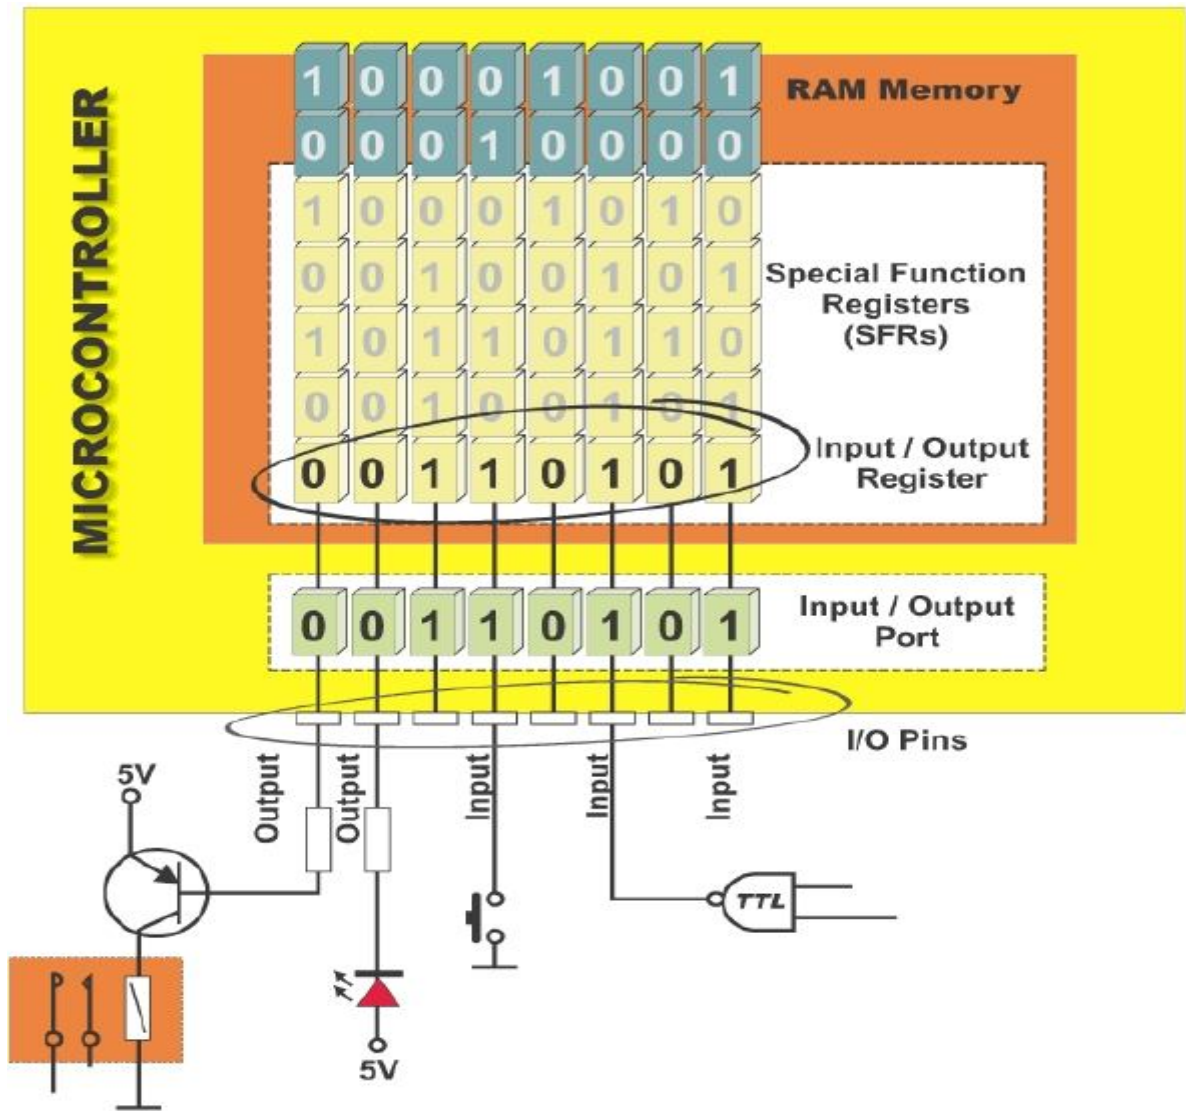 MICROCONTROLLER
1 0 0 0 1 0 0 1
RAM Memory
0 0 0 1 0 0 0 0
1 0 0 0 1 0 1 0
0 0 1 0 0 1 0 1
Special Function
Registers
(SFRs)
1 0 1 1 0 1 1 0
0 0 1 0 0 1 0 1
0 0 1 1 0 1 0 1
Input / Output
Register
0 0 1 1 0 1 0 1
Input / Output
Port
I/O Pins
Output
Output
Input
Input
Input
5V
TTL
5V